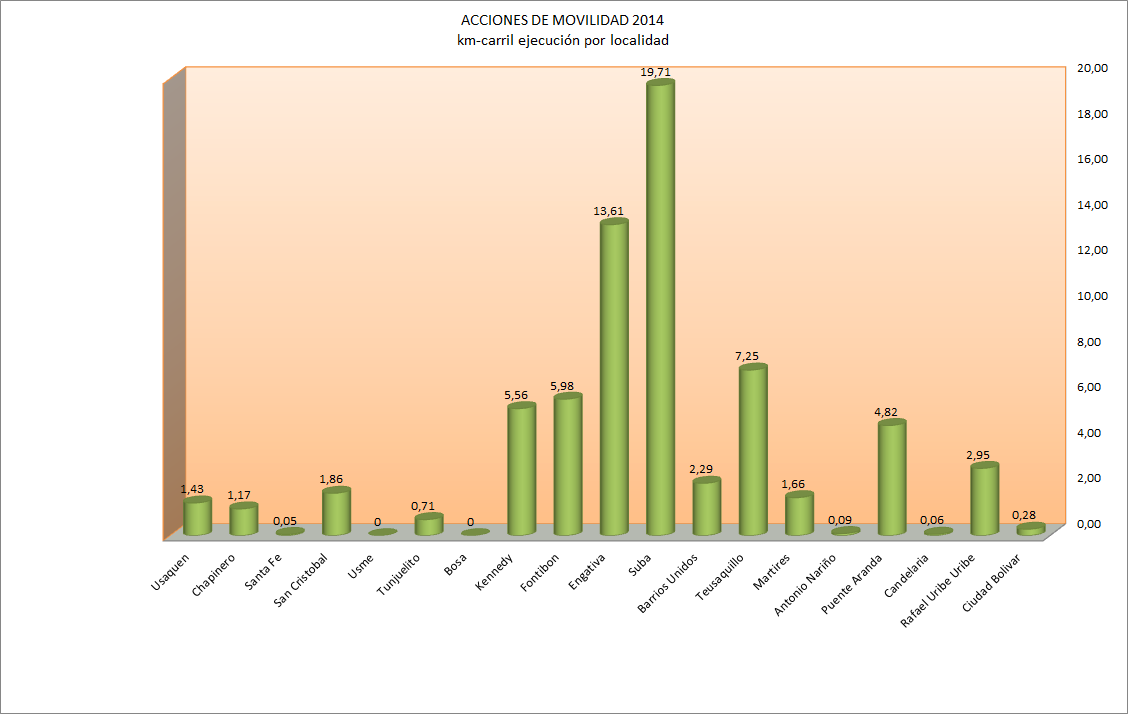 ACCIONES DE MOVILIDAD 2014
km-carril ejecución por localidad
20,00
18,00
16,00
14,00
12,00
10,00
8,00
6,00
4,00
2,00
0,00
1,43
1,17
0,05
1,86
0
0,71
0
5,56
5,98
13,61
19,71
2,29
7,25
1,66
0,09
4,82
0,06
2,95
0,28
Usaquen
Chapinero
Santa Fe
San Cristobal
Usme
Tunjuelito
Bosa
Kennedy
Fontibon
Engativa
Suba
Barrios Unidos
Teusaquillo
Martires
Antonio Nariño
Puente Aranda
Candelaria
Rafael Uribe Uribe
Ciudad Bolivar